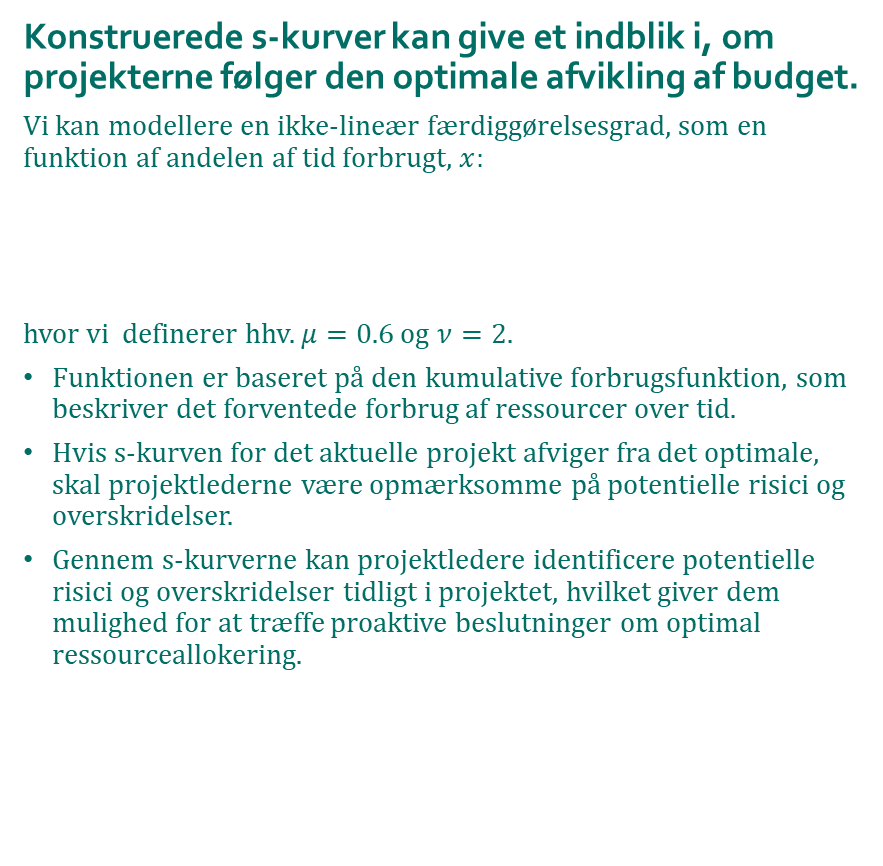 Konstruerede s-kurver kan give et indblik i, om
projekterne følger den optimale afvikling af budget.
Vi kan modellere en ikke-lineær færdiggørelsesgrad, som en
funktion af andelen af tid forbrugt, 𝑥:
hvor vi  definerer hhv. 𝜇 = 0.6 og 𝜈 = 2.
• Funktionen er baseret på den kumulative forbrugsfunktion, som
beskriver det forventede forbrug af ressourcer over tid.
• Hvis s-kurven for det aktuelle projekt afviger fra det optimale,
skal projektlederne være opmærksomme på potentielle risici og
overskridelser.
• Gennem s-kurverne kan projektledere identificere potentielle
risici og overskridelser tidligt i projektet, hvilket giver dem
mulighed for at træffe proaktive beslutninger om optimal
ressourceallokering.